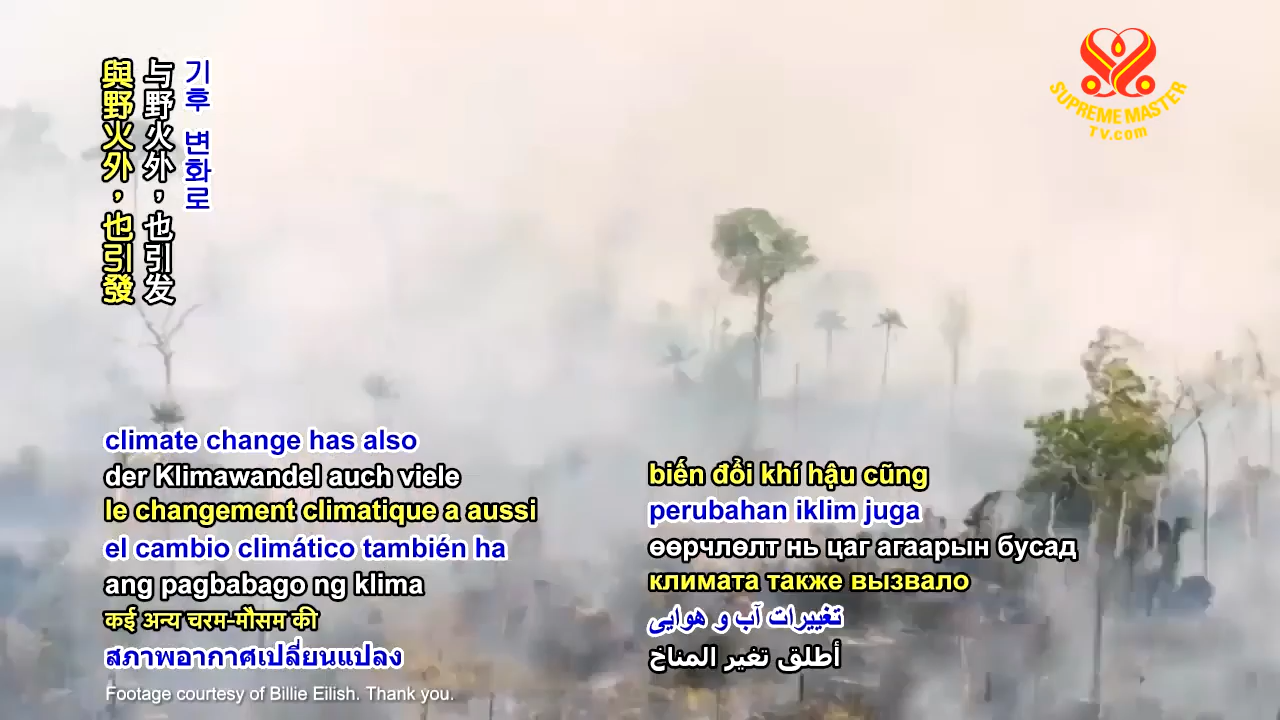 與野火外，也引發
与野火外，也引发
기후 변화로
SUPREME MASTER
TV.com
climate change has also
der Klimawandel auch viele
le changement climatique a aussi
el cambio climático también ha
ang pagbabago ng klima
कई अन्य चरम-मौसम की
สภาพอากาศเปลี่ยนแปลง
Footage courtesy of Billie Eilish. Thank you.
biến đổi khí hậu cũng
perubahan iklim juga
өөрчлөлт нь цаг агаарын бусад
климата также вызвало
تغییرات آب و هوایی
أطلق تغير المناخ